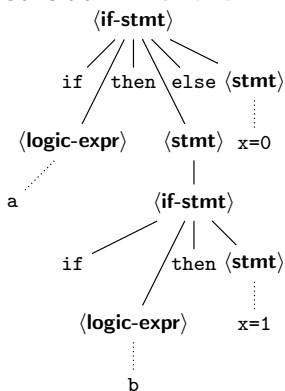 ⟨if-stmt⟩
if then else ⟨stmt⟩
⟨logic-expr⟩ ⟨stmt⟩ x=0
a ⟨if-stmt⟩
if then ⟨stmt⟩
⟨logic-expr⟩ x=1
b